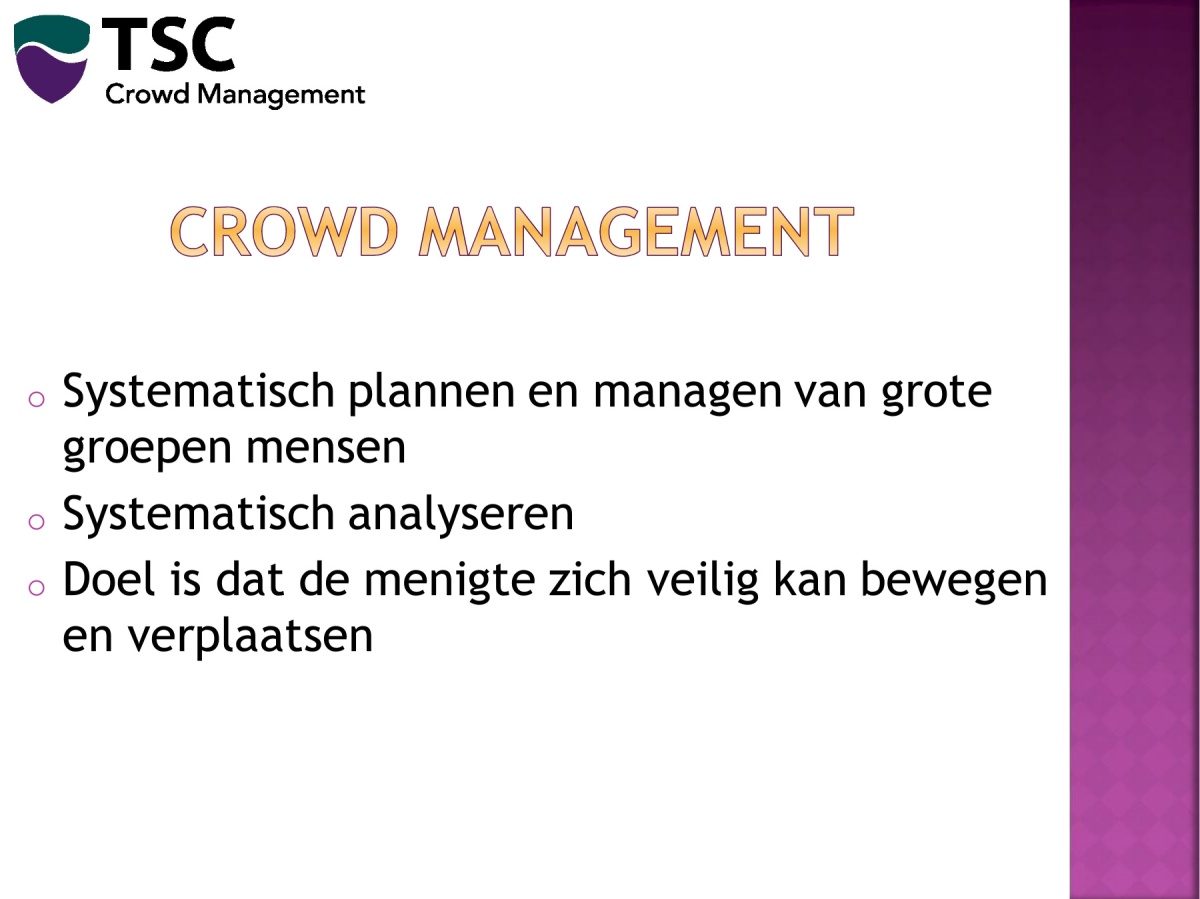 TSC
Crowd Management
CROWD MANAGEMENT
o Systematisch plannen en managen van grote
groepen mensen
o Systematisch analyseren
o Doel is dat de menigte zich veilig kan bewegen
en verplaatsen